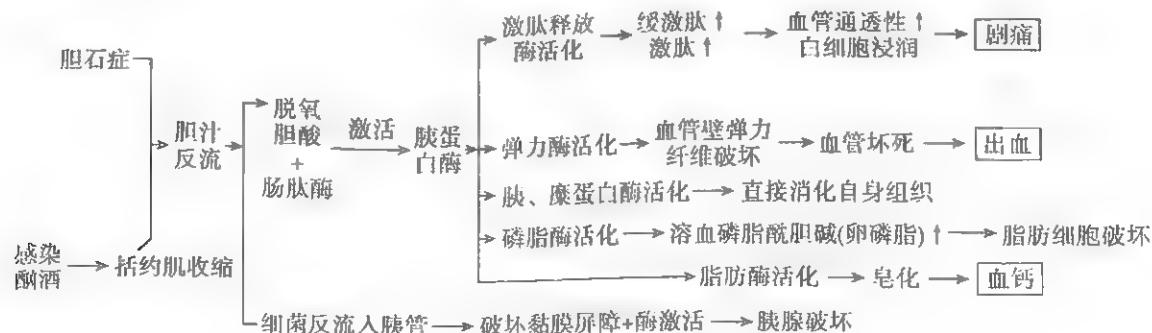 胆石症
感染
酗酒
括约肌收缩
胆汁
反流
脱氧
胆酸
+
肠肽酶
激活
胰蛋
白酶
激肽释放
酶活化
缓激肽↑
激肽↑
血管通透性↑
白细胞浸润
剧痛
弹力酶活化
血管壁弹力
纤维破坏
血管坏死
出血
胰、糜蛋白酶活化
直接消化自身组织
磷脂酶活化
溶血磷脂酰胆碱(卵磷脂)↑
脂肪细胞破坏
脂肪酶活化
皂化
血钙
细菌反流入胰管
破坏黏膜屏障+酶激活
胰腺破坏